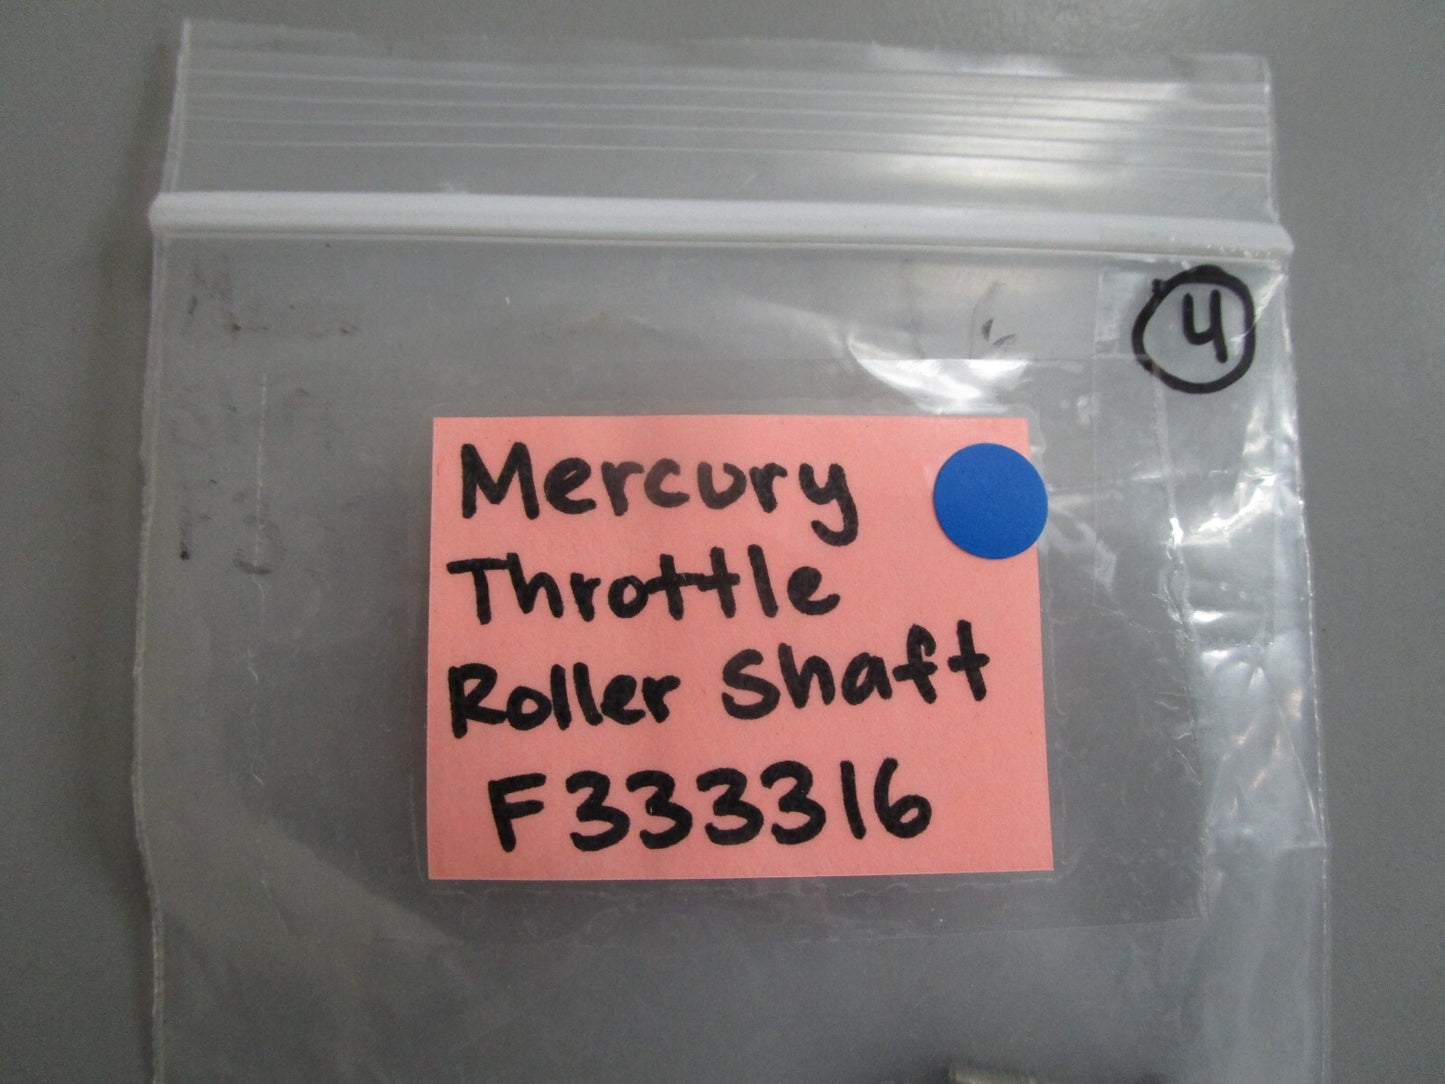 4
Mercury
Throttle
Roller Shaft
F333316